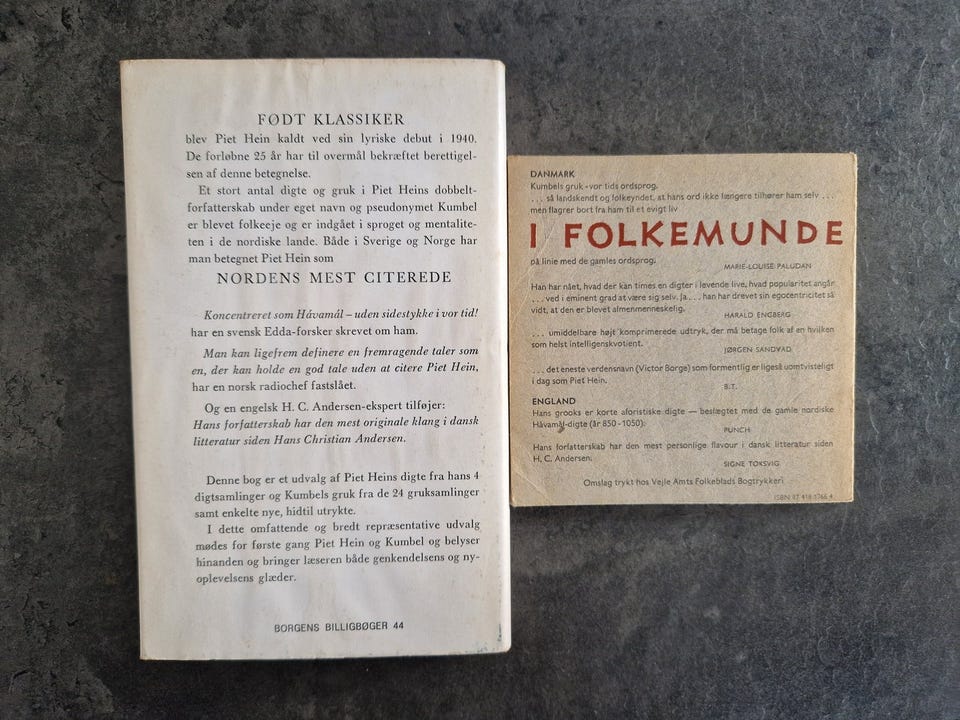 FØDT KLASSIKER
blev Piet Hein kaldt ved sin lyriske debut i 1940.
De forløbne 25 år har til overmål bekræftet berettigel-
sen af denne betegnelse.
Et stort antal digte og gruk i Piet Heins dobbelt-
forfatterskab under eget navn og pseudonymet Kumbel
er blevet folkeeje og er indgået i sproget og mentalite-
ten i de nordiske lande. Både i Sverige og Norge har
man betegnet Piet Hein som
NORDENS MEST CITEREDE
Koncentreret som Hávamál – uden sidestykke i vor tid!
har en svensk Edda-forsker skrevet om ham.
Man kan ligefrem definere en fremragende taler som
en, der kan holde en god tale uden at citere Piet Hein,
har en norsk radiochef fastslået.
Og en engelsk H. C. Andersen-ekspert tilføjer:
Hans forfatterskab har den mest originale klang i dansk
litteratur siden Hans Christian Andersen.
Denne bog er et udvalg af Piet Heins digte fra hans 4
digtsamlinger og Kumbels gruk fra de 24 gruksamlinger
samt enkelte nye, hidtil utrykte.
I dette omfattende og bredt repræsentative udvalg
mødes for første gang Piet Hein og Kumbel og belyser
hinanden og bringer læseren både genkendelsens og ny-
oplevelsens glæder.
BORGENS BILLIGBØGER 44
DANMARK
Kumbels gruk - vor tids ordsprog.
... så landskendt og folkeyndet, at hans ord ikke længere tilhører ham selv ...
men flagrer bort fra ham til et evigt liv
I FOLKEMUNDE
på linie med de gamles ordsprog.
MARIE-LOUISE PALUDAN
Han har nået, hvad der kan times en digter i levende live, hvad popularitet angår
... ved i eminent grad at være sig selv. Ja ... han har drevet sin egocentricitet så
vidt, at den er blevet almenmenneskelig.
HARALD ENGBERG
... umiddelbare højt komprimerede udtryk, der må betage folk af en hvilken
som helst intelligenskvotient.
JØRGEN SANDVAD
... det eneste verdensnavn (Victor Borge) som formentlig er ligeså uomtvisteligt
i dag som Piet Hein.
B.T.
ENGLAND
Hans grooks er korte aforistiske digte — beslægtet med de gamle nordiske
Håvamål-digte (år 850-1050):
PUNCH
Hans forfatterskab har den mest personlige flavour i dansk litteratur siden
H. C. Andersen.
SIGNE TOKSVIG
Omslag trykt hos Vejle Amts Folkeblads Bogtrykkeri
ISBN 87 418 1766 4